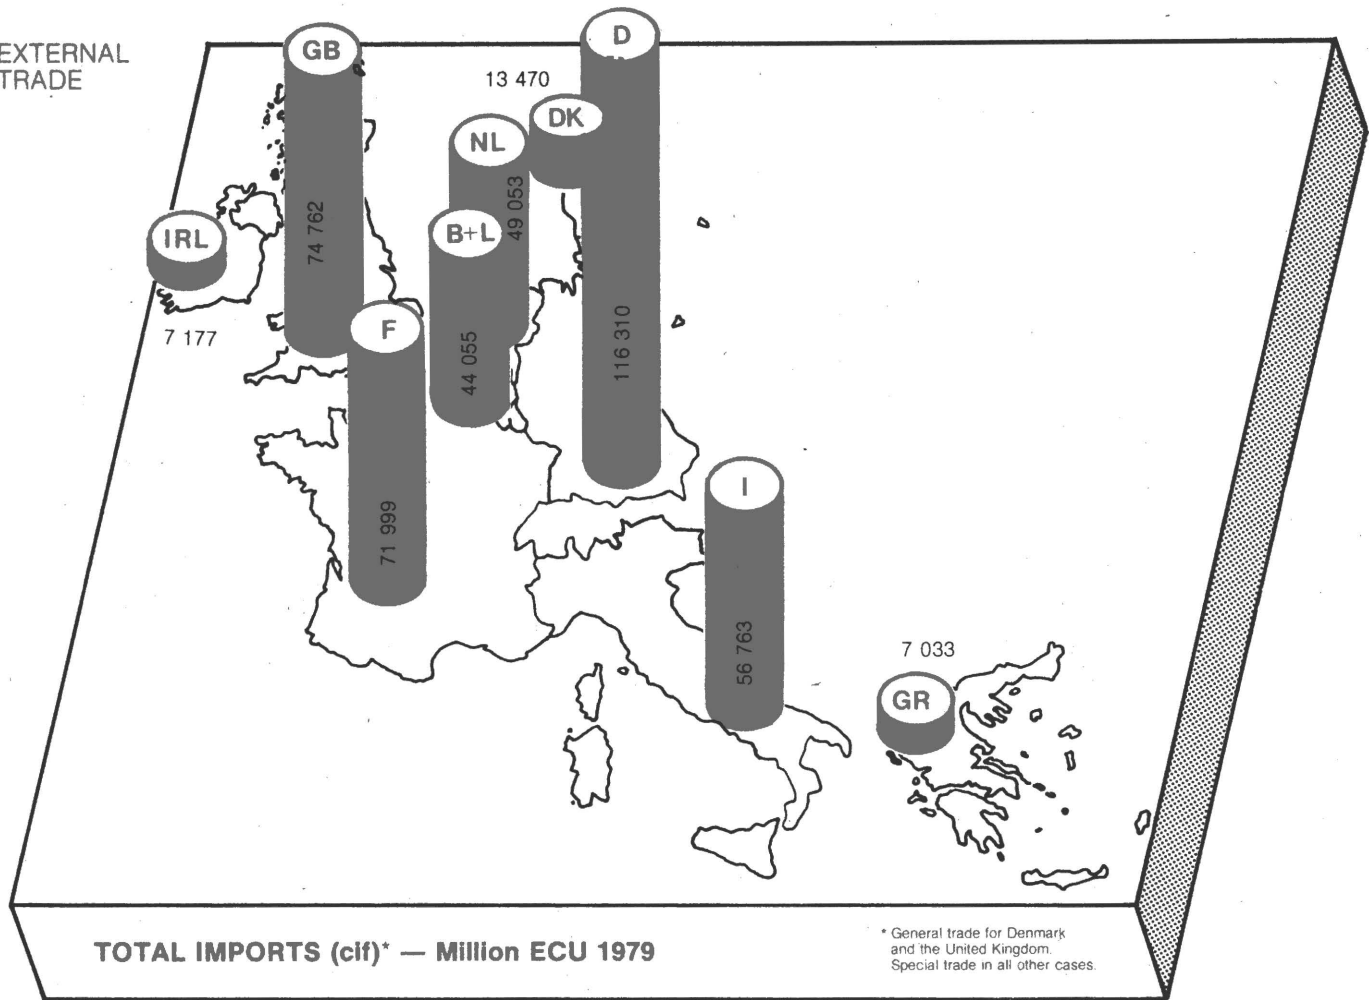 EXTERNAL
TRADE
GB
D
13 470
DK
NL
49 053
B+L
IRL
74 762
7 177
F
44 055
116 310
I
71 999
56 763
7 033
GR
TOTAL IMPORTS (cif)* — Million ECU 1979
* General trade for Denmark
and the United Kingdom.
Special trade in all other cases.